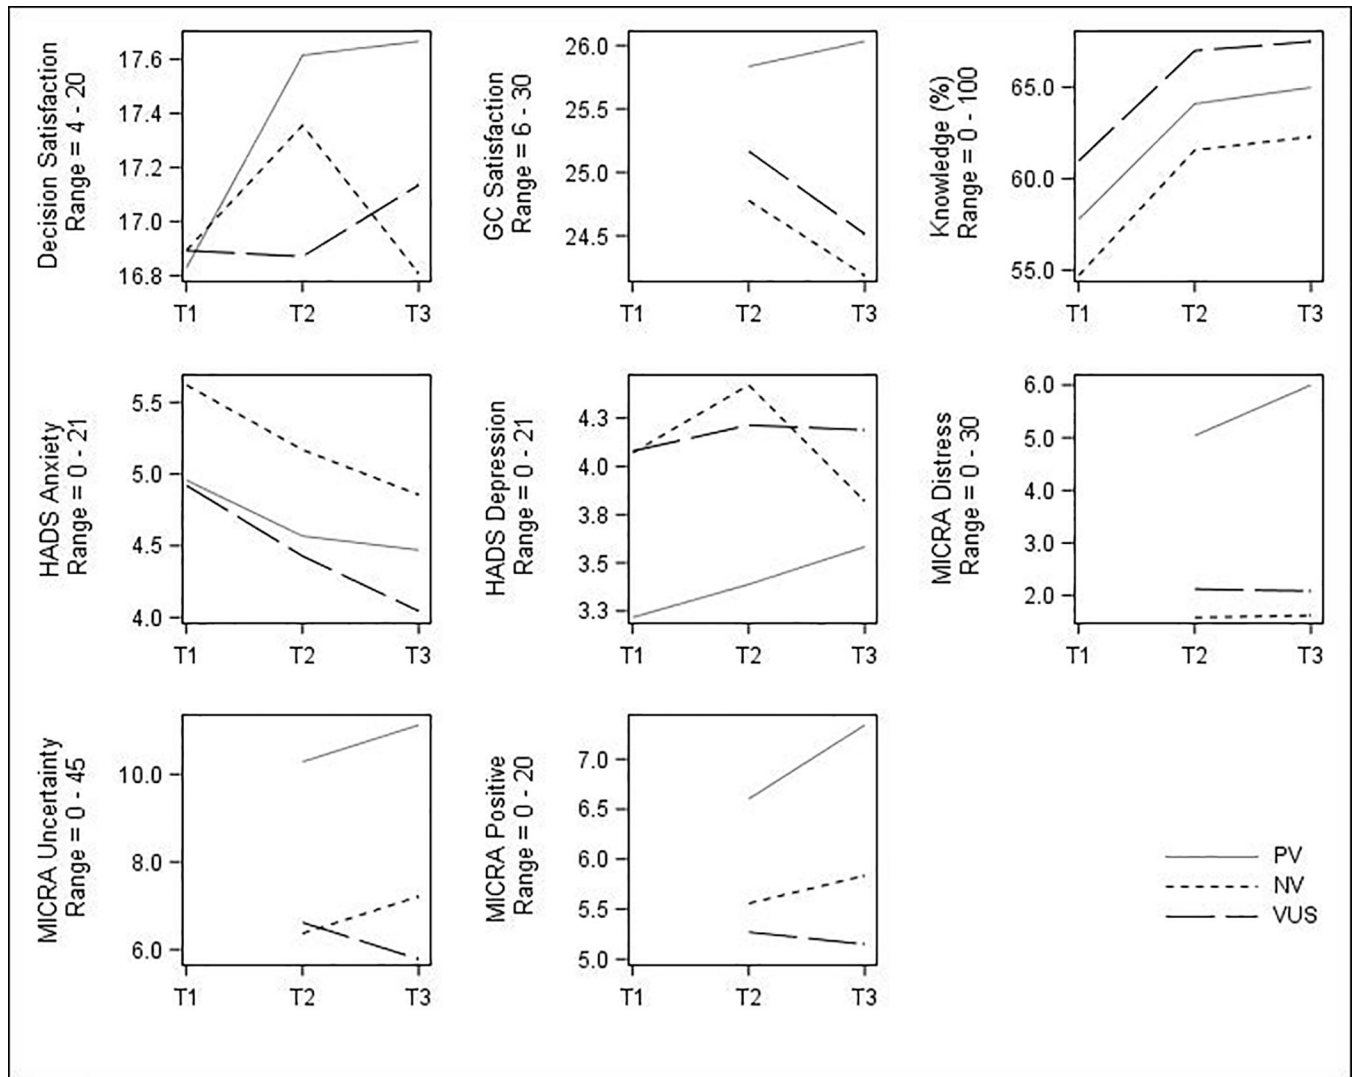 Decision Satisfaction
Range = 4 - 20
17.6
17.4
17.2
17.0
16.8
T1 T2 T3
GC Satisfaction
Range = 6 - 30
26.0
25.5
25.0
24.5
T1 T2 T3
Knowledge (%)
Range = 0 - 100
65.0
60.0
55.0
T1 T2 T3
HADS Anxiety
Range = 0 - 21
5.5
5.0
4.5
4.0
T1 T2 T3
HADS Depression
Range = 0 - 21
4.3
4.0
3.8
3.5
3.3
T1 T2 T3
MICRA Distress
Range = 0 - 30
6.0
5.0
4.0
3.0
2.0
T1 T2 T3
MICRA Uncertainty
Range = 0 - 45
10.0
8.0
6.0
T1 T2 T3
MICRA Positive
Range = 0 - 20
7.0
6.5
6.0
5.5
5.0
T1 T2 T3
PV
NV
VUS